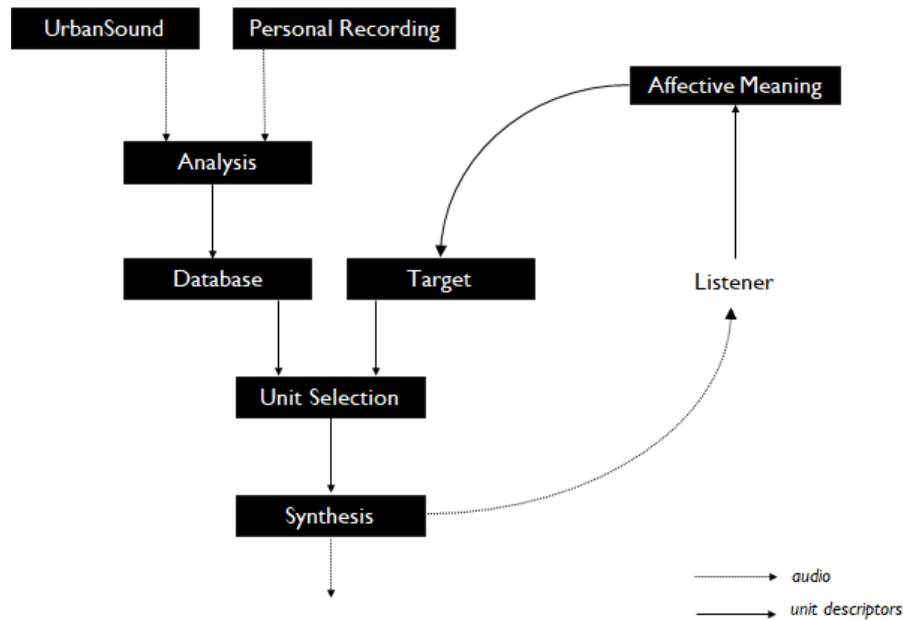 UrbanSound
Personal Recording
Affective Meaning
Analysis
Database
Target
Listener
Unit Selection
Synthesis
audio
unit descriptors